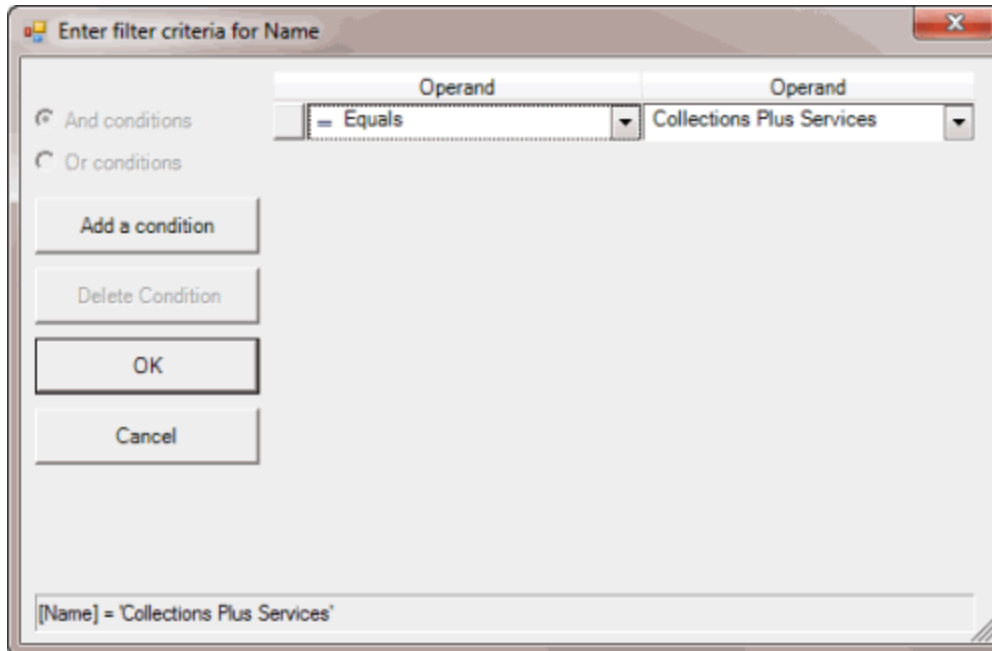 Enter filter criteria for Name
Operand Operand
And conditions
= Equals Collections Plus Services
Or conditions
Add a condition
Delete Condition
OK
Cancel
[Name] = 'Collections Plus Services'